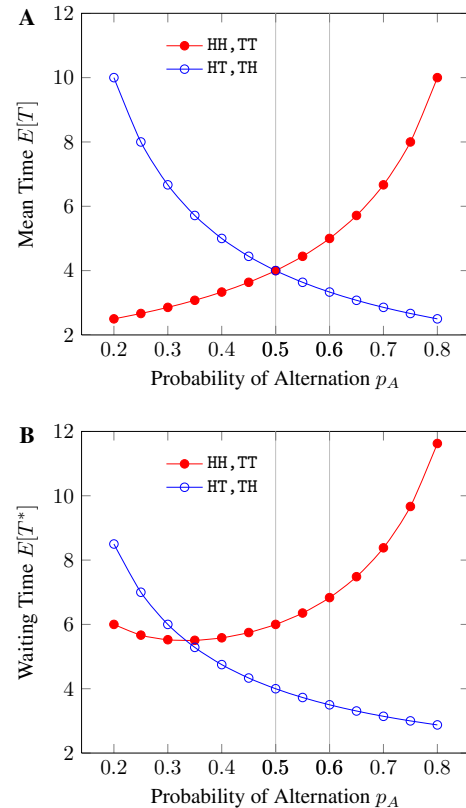 A
12
10
8
6
4
2
Mean Time E[T]
HH,TT
HT,TH
0.2 0.3 0.4 0.5 0.6 0.7 0.8
Probability of Alternation p_A
B
12
10
8
6
4
2
Waiting Time E[T*]
HH,TT
HT,TH
0.2 0.3 0.4 0.5 0.6 0.7 0.8
Probability of Alternation p_A